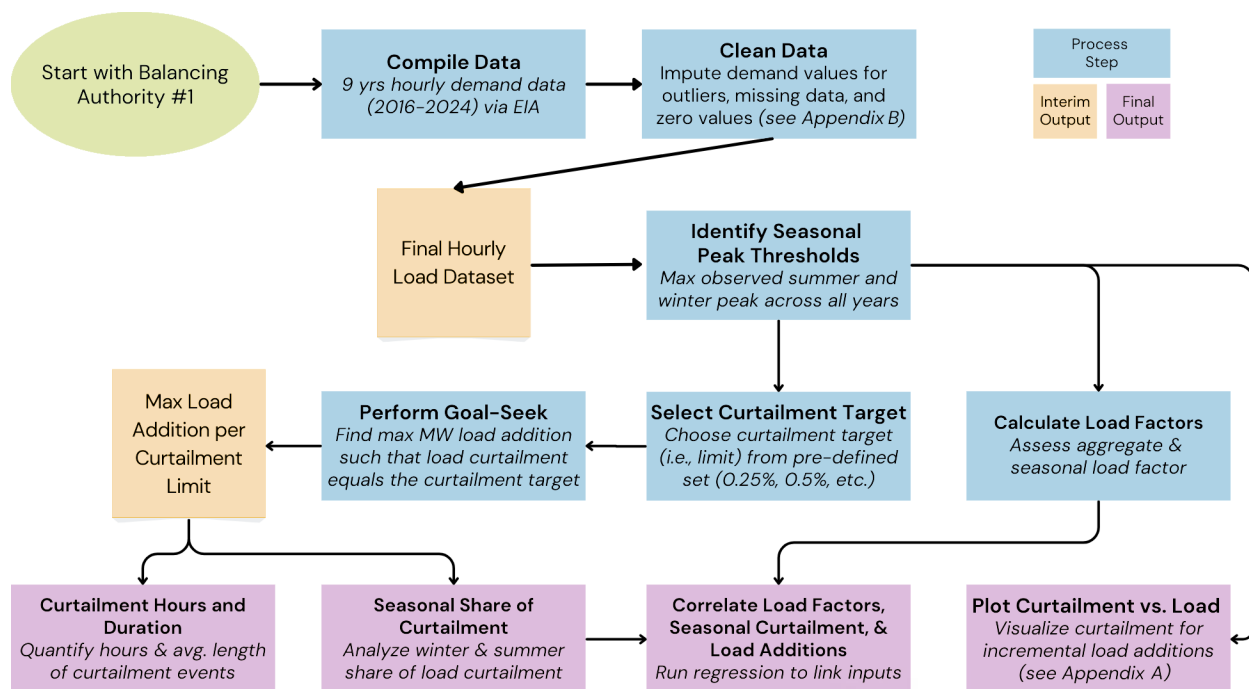 Start with Balancing
Authority #1
Compile Data
9 yrs hourly demand data
(2016-2024) via EIA
Clean Data
Impute demand values for
outliers, missing data, and
zero values (see Appendix B)
Process
Step
Interim
Output
Final
Output
Final Hourly
Load Dataset
Identify Seasonal
Peak Thresholds
Max observed summer and
winter peak across all years
Max Load
Addition per
Curtailment
Limit
Perform Goal-Seek
Find max MW load addition
such that load curtailment
equals the curtailment target
Select Curtailment Target
Choose curtailment target
(i.e., limit) from pre-defined
set (0.25%, 0.5%, etc.)
Calculate Load Factors
Assess aggregate &
seasonal load factor
Curtailment Hours and
Duration
Quantify hours & avg. length
of curtailment events
Seasonal Share of
Curtailment
Analyze winter & summer
share of load curtailment
Correlate Load Factors,
Seasonal Curtailment, &
Load Additions
Run regression to link inputs
Plot Curtailment vs. Load
Visualize curtailment for
incremental load additions
(see Appendix A)